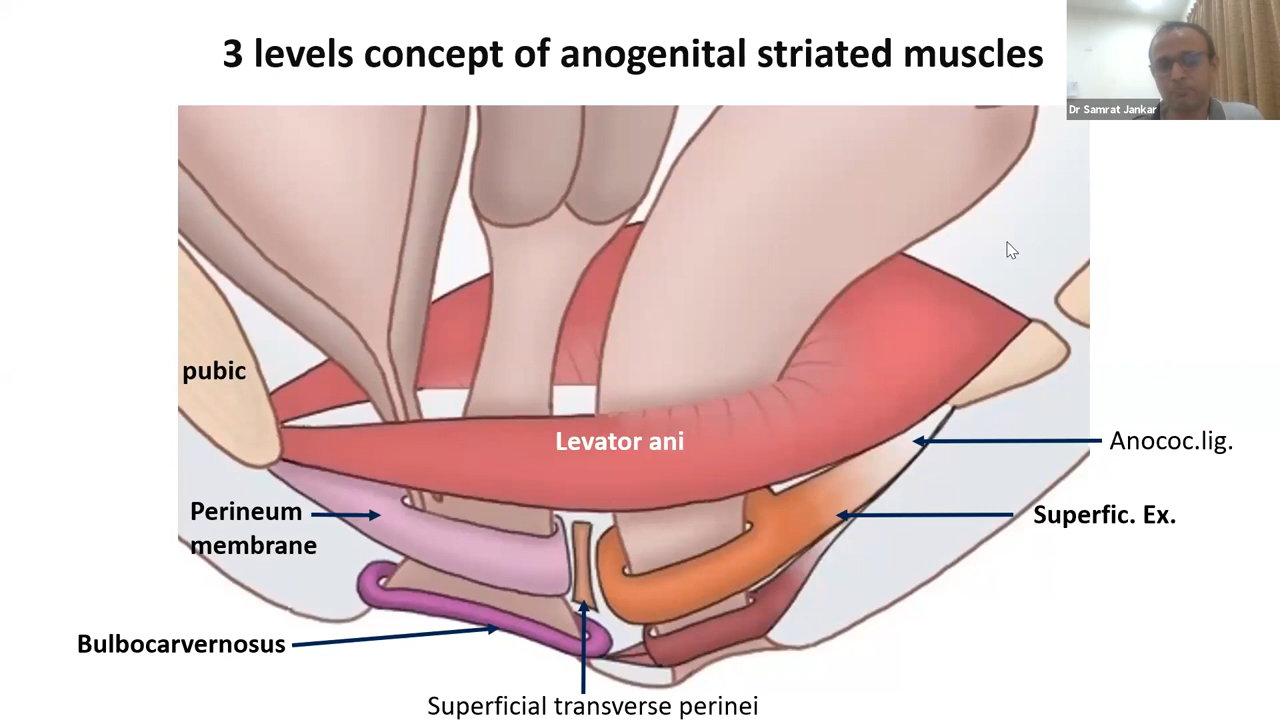 3 levels concept of anogenital striated muscles
Dr Samrat Jankar
pubic
Levator ani
Anococ.lig.
Perineum
membrane
Superfic. Ex.
Bulbocarvernosus
Superficial transverse perinei